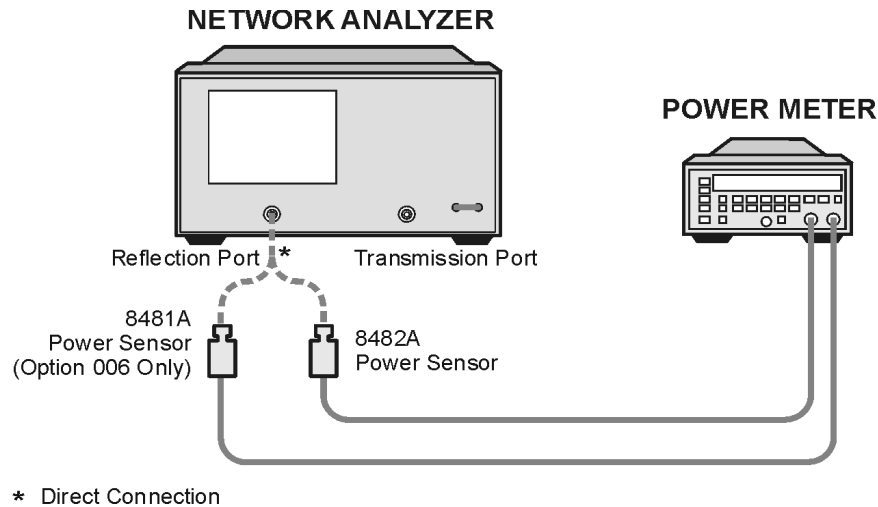 NETWORK ANALYZER
POWER METER
Reflection Port *
Transmission Port
8481A
Power Sensor
(Option 006 Only)
8482A
Power Sensor
* Direct Connection